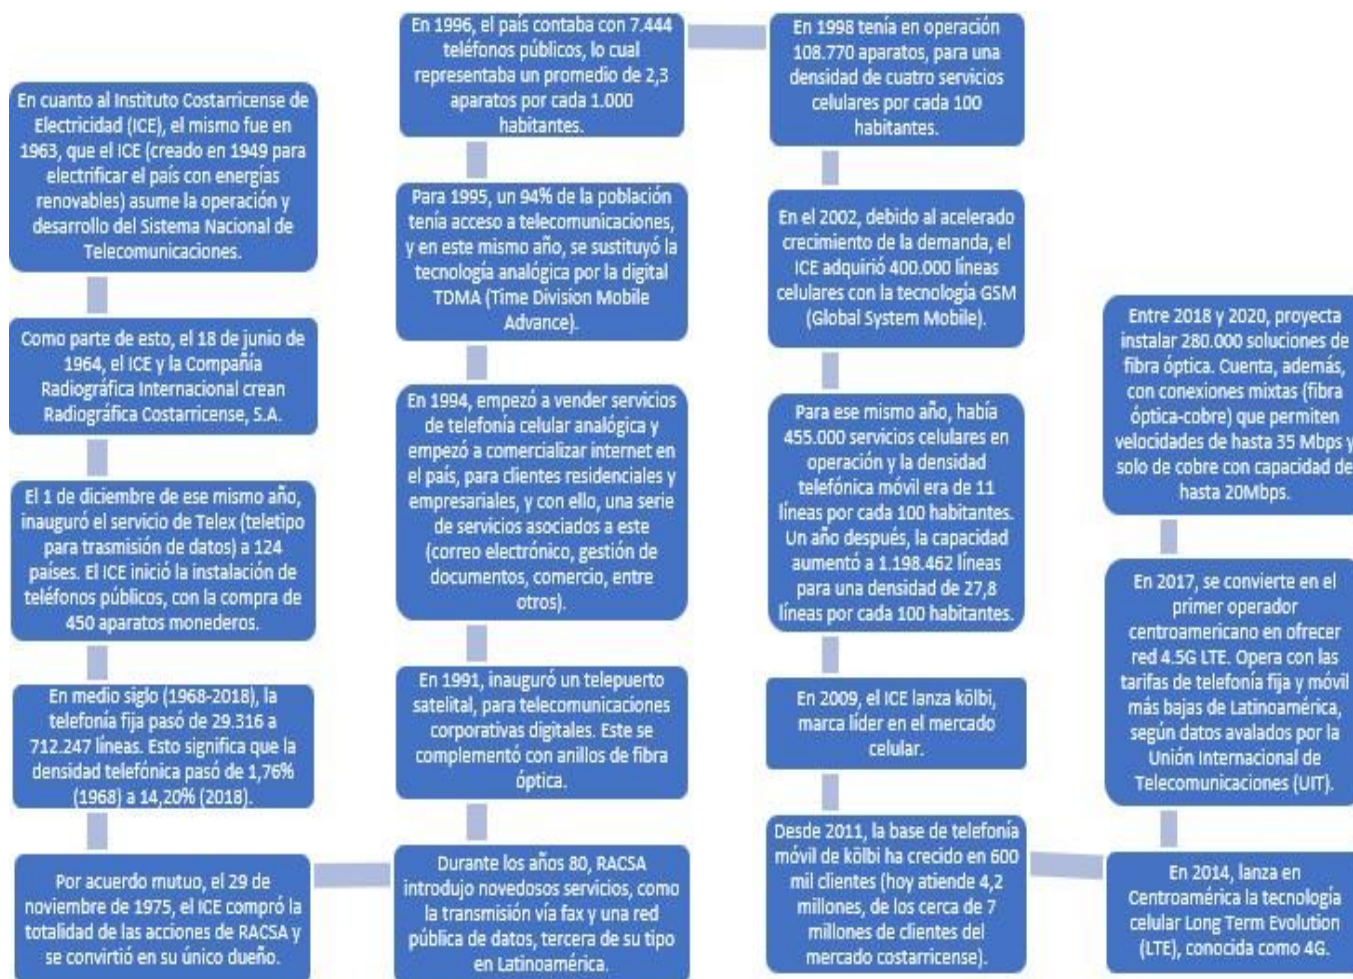 En cuanto al Instituto Costarricense de
Electricidad (ICE), el mismo fue en
1963, que el ICE (creado en 1949 para
electrificar el país con energías
renovables) asume la operación y
desarrollo del Sistema Nacional de
Telecomunicaciones.
Como parte de esto, el 18 de junio de
1964, el ICE y la Compañía
Radiográfica Internacional crean
Radiográfica Costarricense, S.A.
El 1 de diciembre de ese mismo año,
inauguró el servicio de Telex (teletipo
para trasmisión de datos) a 124
países. El ICE inició la instalación de
teléfonos públicos, con la compra de
450 aparatos monederos.
En medio siglo (1968-2018), la
telefonía fija pasó de 29.316 a
712.247 líneas. Esto significa que la
densidad telefónica pasó de 1,76%
(1968) a 14,20% (2018).
Por acuerdo mutuo, el 29 de
noviembre de 1975, el ICE compró la
totalidad de las acciones de RACSA y
se convirtió en su único dueño.
Durante los años 80, RACSA
introdujo novedosos servicios, como
la transmisión vía fax y una red
pública de datos, tercera de su tipo
en Latinoamérica.
En 1991, inauguró un telepuerto
satelital, para telecomunicaciones
corporativas digitales. Este se
complementó con anillos de fibra
óptica.
En 1994, empezó a vender servicios
de telefonía celular analógica y
empezó a comercializar internet en
el país, para clientes residenciales y
empresariales, y con ello, una serie
de servicios asociados a este
(correo electrónico, gestión de
documentos, comercio, entre
otros).
Para 1995, un 94% de la población
tenía acceso a telecomunicaciones,
y en este mismo año, se sustituyó la
tecnología analógica por la digital
TDMA (Time Division Mobile
Advance).
En 1996, el país contaba con 7.444
teléfonos públicos, lo cual
representaba un promedio de 2,3
aparatos por cada 1.000
habitantes.
En 1998 tenía en operación
108.770 aparatos, para una
densidad de cuatro servicios
celulares por cada 100
habitantes.
En el 2002, debido al acelerado
crecimiento de la demanda, el
ICE adquirió 400.000 líneas
celulares con la tecnología GSM
(Global System Mobile).
Para ese mismo año, había
455.000 servicios celulares en
operación y la densidad
telefónica móvil era de 11
líneas por cada 100 habitantes.
Un año después, la capacidad
aumentó a 1.198.462 líneas
para una densidad de 27,8
líneas por cada 100 habitantes.
En 2009, el ICE lanza kölbi,
marca líder en el mercado
celular.
Desde 2011, la base de telefonía
móvil de kölbi ha crecido en 600
mil clientes (hoy atiende 4,2
millones, de los cerca de 7
millones de clientes del
mercado costarricense).
En 2014, lanza en
Centroamérica la tecnología
celular Long Term Evolution
(LTE), conocida como 4G.
En 2017, se convierte en el
primer operador
centroamericano en ofrecer
red 4.5G LTE. Opera con las
tarifas de telefonía fija y móvil
más bajas de Latinoamérica,
según datos avalados por la
Unión Internacional de
Telecomunicaciones (UIT).
Entre 2018 y 2020, proyecta
instalar 280.000 soluciones de
fibra óptica. Cuenta, además,
con conexiones mixtas (fibra
óptica-cobre) que permiten
velocidades de hasta 35 Mbps y
solo de cobre con capacidad de
hasta 20Mbps.